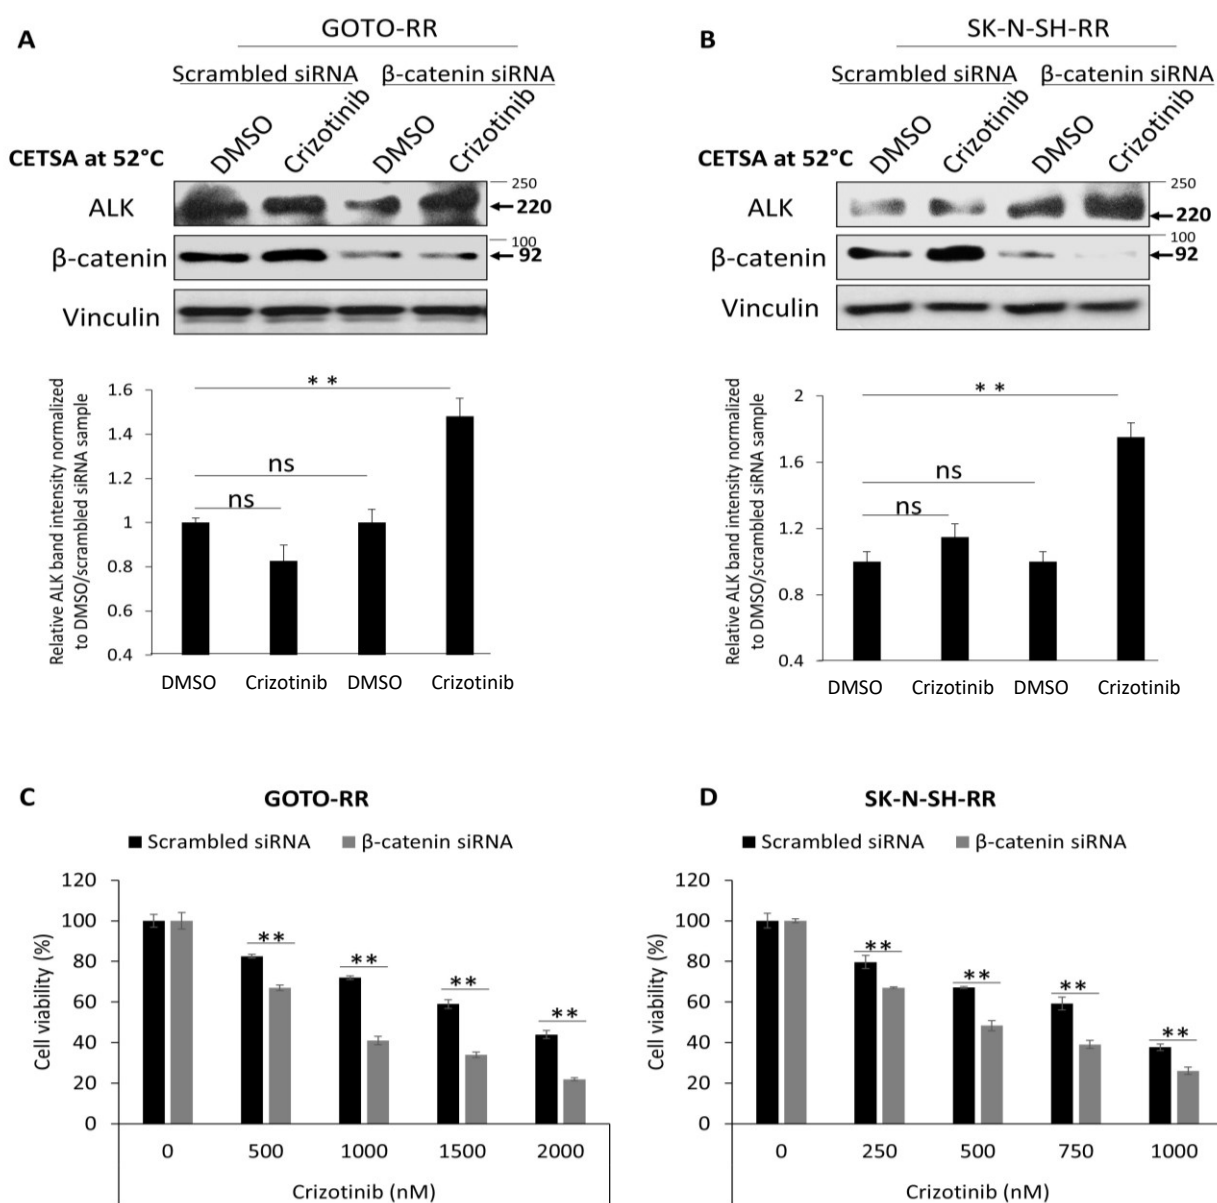 A
GOTO-RR
Scrambled siRNA β-catenin siRNA
DMSO Crizotinib DMSO Crizotinib
CETSA at 52°C
ALK
250
220
β-catenin
100
92
Vinculin
Relative ALK band intensity normalized
to DMSO/scrambled siRNA sample
1.6
1.4
1.2
1
0.8
0.6
0.4
* *
ns
ns
DMSO Crizotinib DMSO Crizotinib
B
SK-N-SH-RR
Scrambled siRNA β-catenin siRNA
DMSO Crizotinib DMSO Crizotinib
CETSA at 52°C
ALK
250
220
β-catenin
100
92
Vinculin
Relative ALK band intensity normalized
to DMSO/scrambled siRNA sample
2
1.6
1.2
0.8
0.4
* *
ns
ns
DMSO Crizotinib DMSO Crizotinib
C
GOTO-RR
Scrambled siRNA β-catenin siRNA
Cell viability (%)
120
100
80
60
40
20
0
** ** ** **
0 500 1000 1500 2000
Crizotinib (nM)
D
SK-N-SH-RR
Scrambled siRNA β-catenin siRNA
Cell viability (%)
120
100
80
60
40
20
0
** ** ** **
0 250 500 750 1000
Crizotinib (nM)